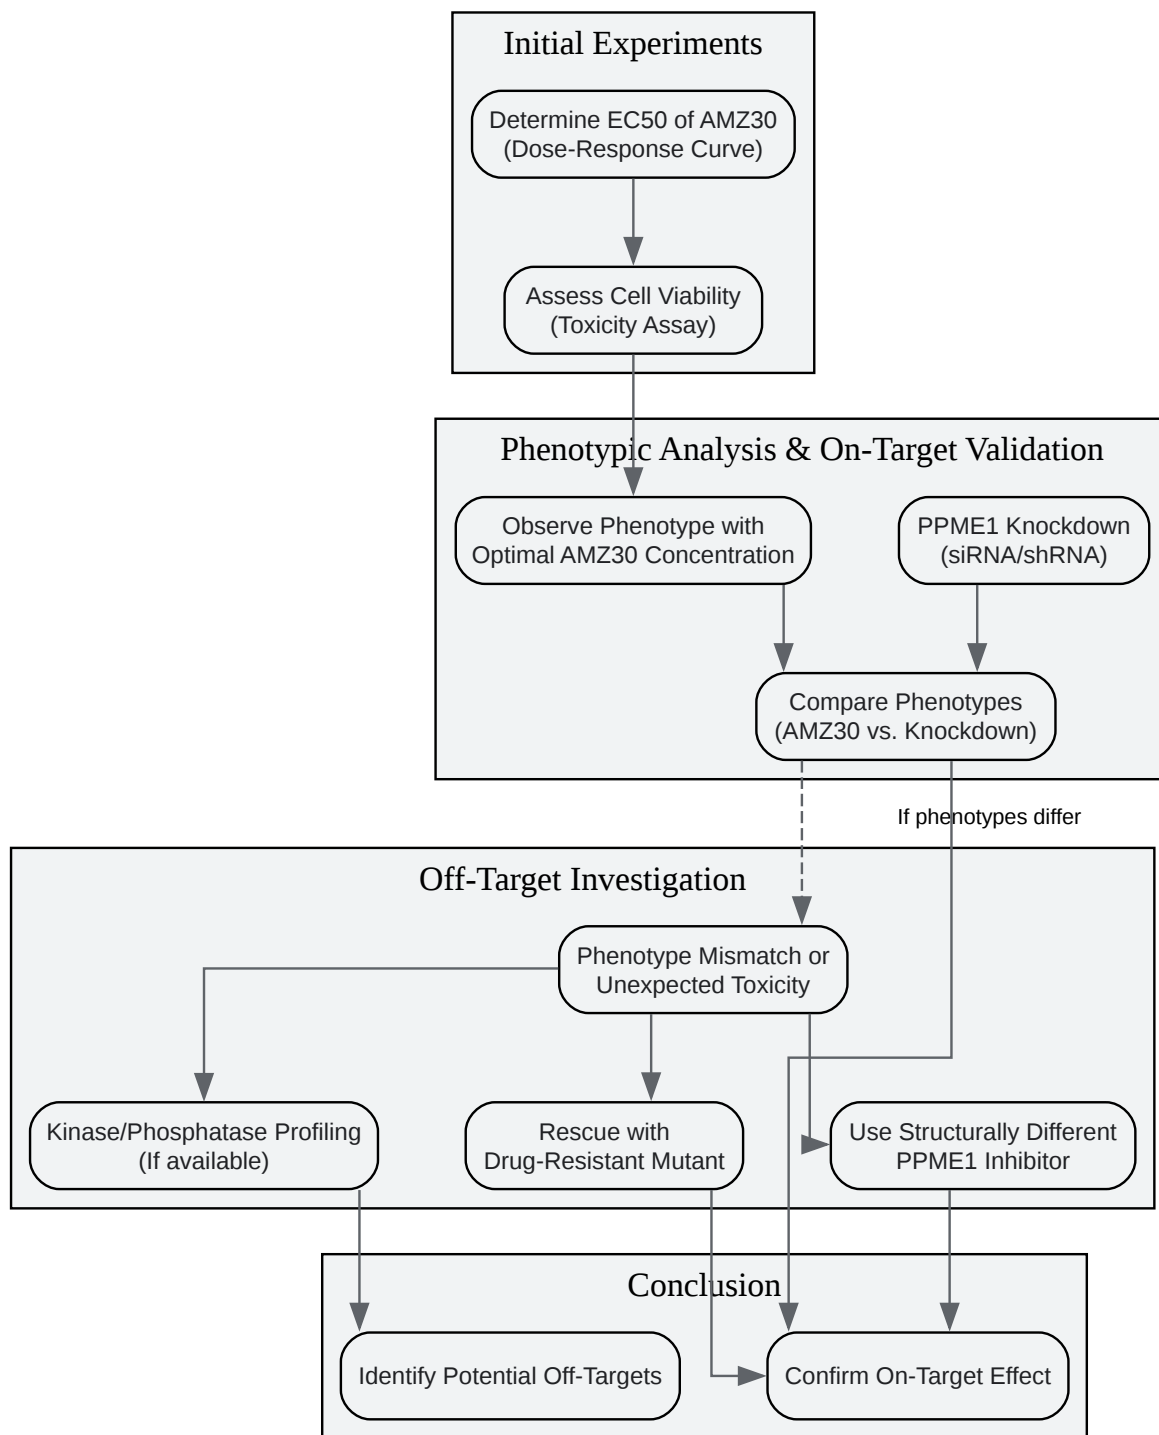 Initial Experiments
Determine EC50 of AMZ30
(Dose-Response Curve)
Assess Cell Viability
(Toxicity Assay)
Phenotypic Analysis & On-Target Validation
Observe Phenotype with
Optimal AMZ30 Concentration
PPME1 Knockdown
(siRNA/shRNA)
Compare Phenotypes
(AMZ30 vs. Knockdown)
If phenotypes differ
Off-Target Investigation
Phenotype Mismatch or
Unexpected Toxicity
Kinase/Phosphatase Profiling
(If available)
Rescue with
Drug-Resistant Mutant
Use Structurally Different
PPME1 Inhibitor
Conclusion
Identify Potential Off-Targets
Confirm On-Target Effect